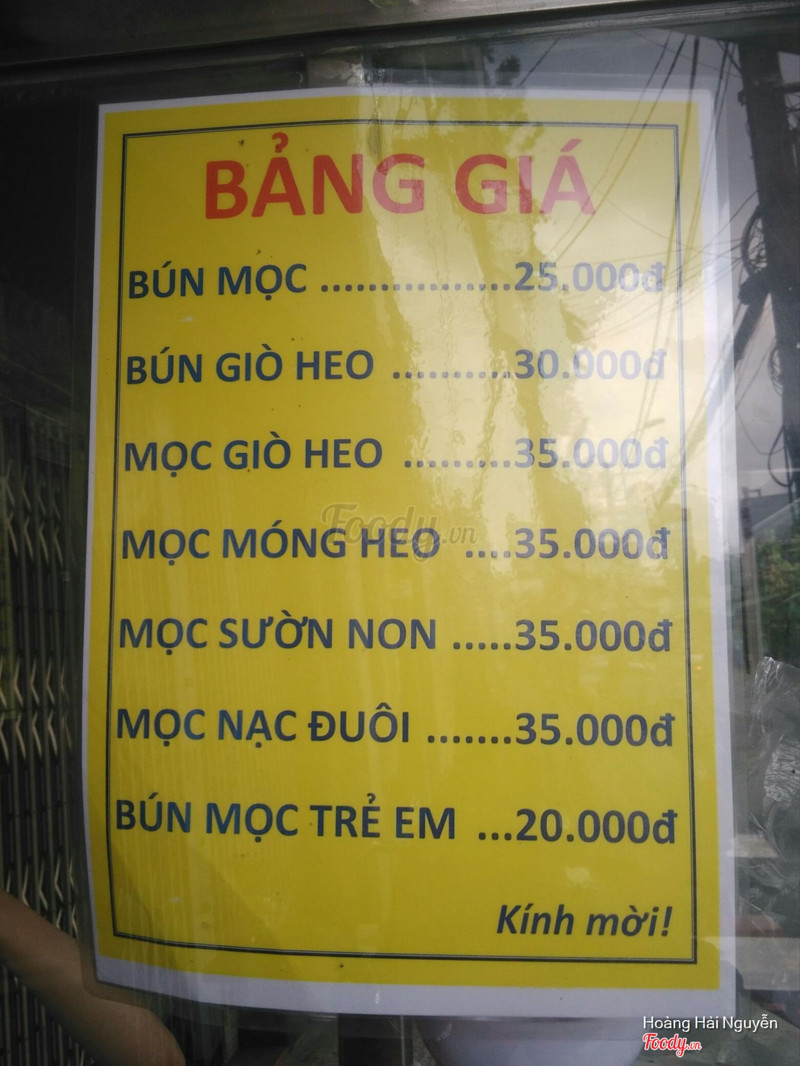 BẢNG GIÁ
BÚN MỌC ................25.000đ
BÚN GIÒ HEO ..........30.000đ
MỌC GIÒ HEO .........35.000đ
MỌC MÓNG HEO ....35.000đ
Foody.vn
MỌC SƯỜN NON .....35.000đ
MỌC NẠC ĐUÔI .......35.000đ
BÚN MỌC TRẺ EM ...20.000đ
Kính mời!
Hoàng Hải Nguyễn
Foody.vn